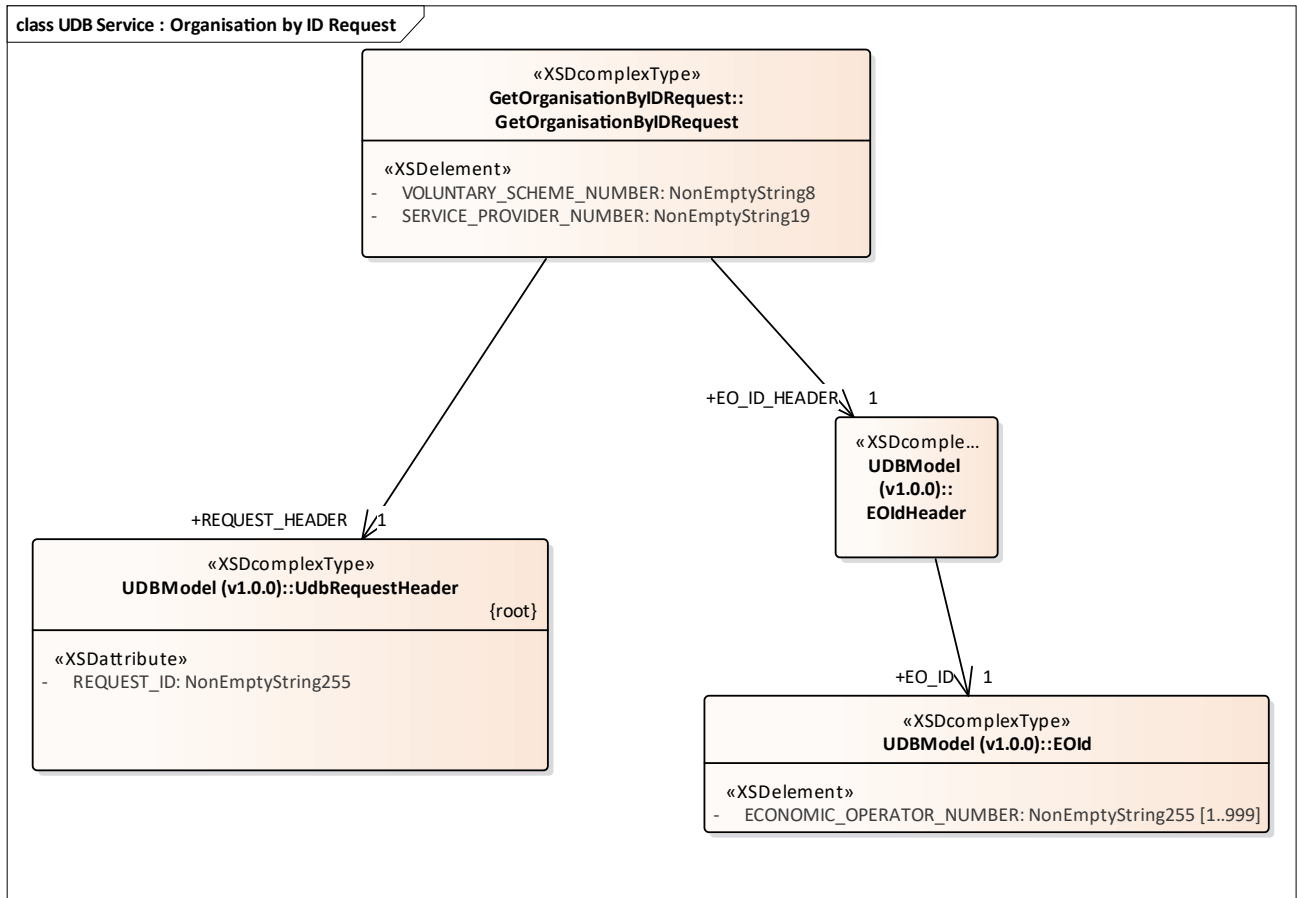 class UDB Service : Organisation by ID Request
«XSDcomplexType»
GetOrganisationByIDRequest::
GetOrganisationByIDRequest
«XSDelement»
- VOLUNTARY_SCHEME_NUMBER: NonEmptyString8
- SERVICE_PROVIDER_NUMBER: NonEmptyString19
+EO_ID_HEADER 1
«XSDcomple...
UDBModel
(v1.0.0)::
EOIdHeader
+REQUEST_HEADER 1
«XSDcomplexType»
UDBModel (v1.0.0)::UdbRequestHeader
{root}
«XSDattribute»
- REQUEST_ID: NonEmptyString255
+EO_ID 1
«XSDcomplexType»
UDBModel (v1.0.0)::EOId
«XSDelement»
- ECONOMIC_OPERATOR_NUMBER: NonEmptyString255 [1..999]